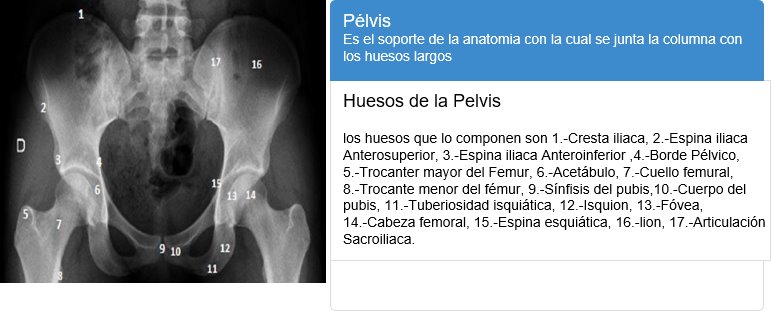 Pélvis
Es el soporte de la anatomia con la cual se junta la columna con
los huesos largos
Huesos de la Pelvis
los huesos que lo componen son 1.-Cresta iliaca, 2.-Espina iliaca
Anterosuperior, 3.-Espina iliaca Anteroinferior ,4.-Borde Pélvico,
5.-Trocanter mayor del Femur, 6.-Acetábulo, 7.-Cuello femural,
8.-Trocante menor del fémur, 9.-Sínfisis del pubis,10.-Cuerpo del
pubis, 11.-Tuberiosidad isquiática, 12.-Isquion, 13.-Fóvea,
14.-Cabeza femoral, 15.-Espina esquiática, 16.-lion, 17.-Articulación
Sacroiliaca.
1
17
16
2
D
3
4
6
15
13
14
5
7
9
10
12
11
8